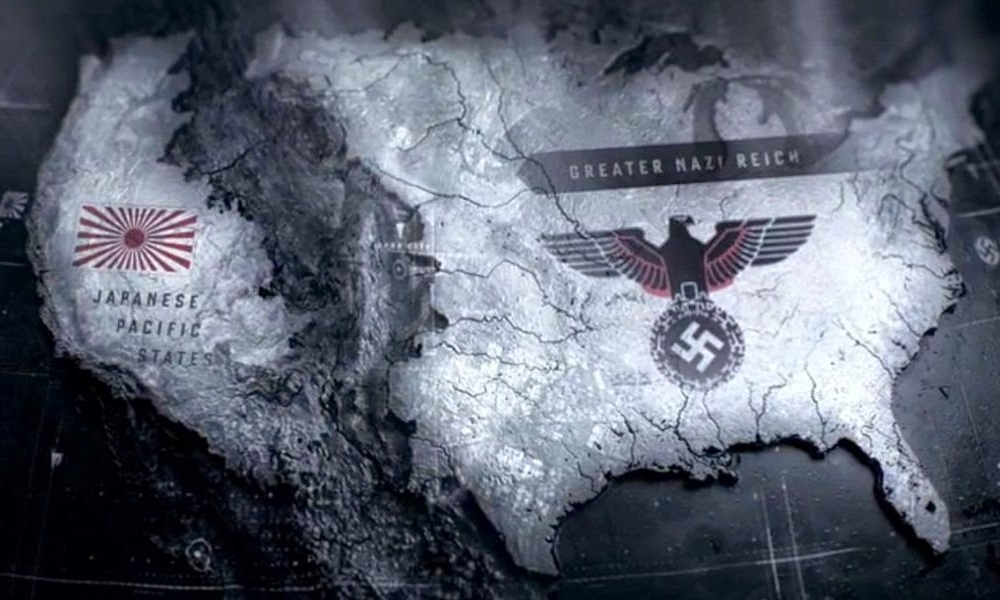 GREATER NAZI REICH
JAPANESE
PACIFIC
STATES